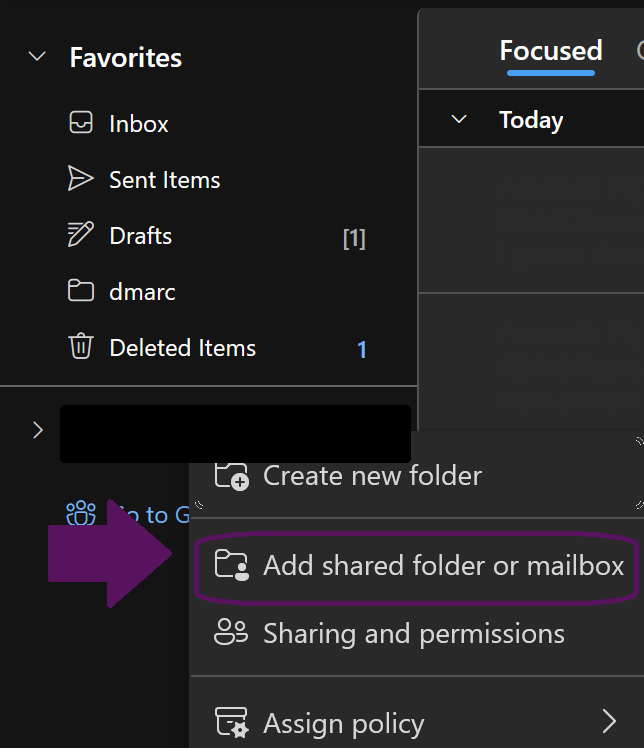 Favorites
Focused
Inbox
Today
Sent Items
Drafts [1]
dmarc
Deleted Items 1
Create new folder
to
Add shared folder or mailbox
Sharing and permissions
Assign policy